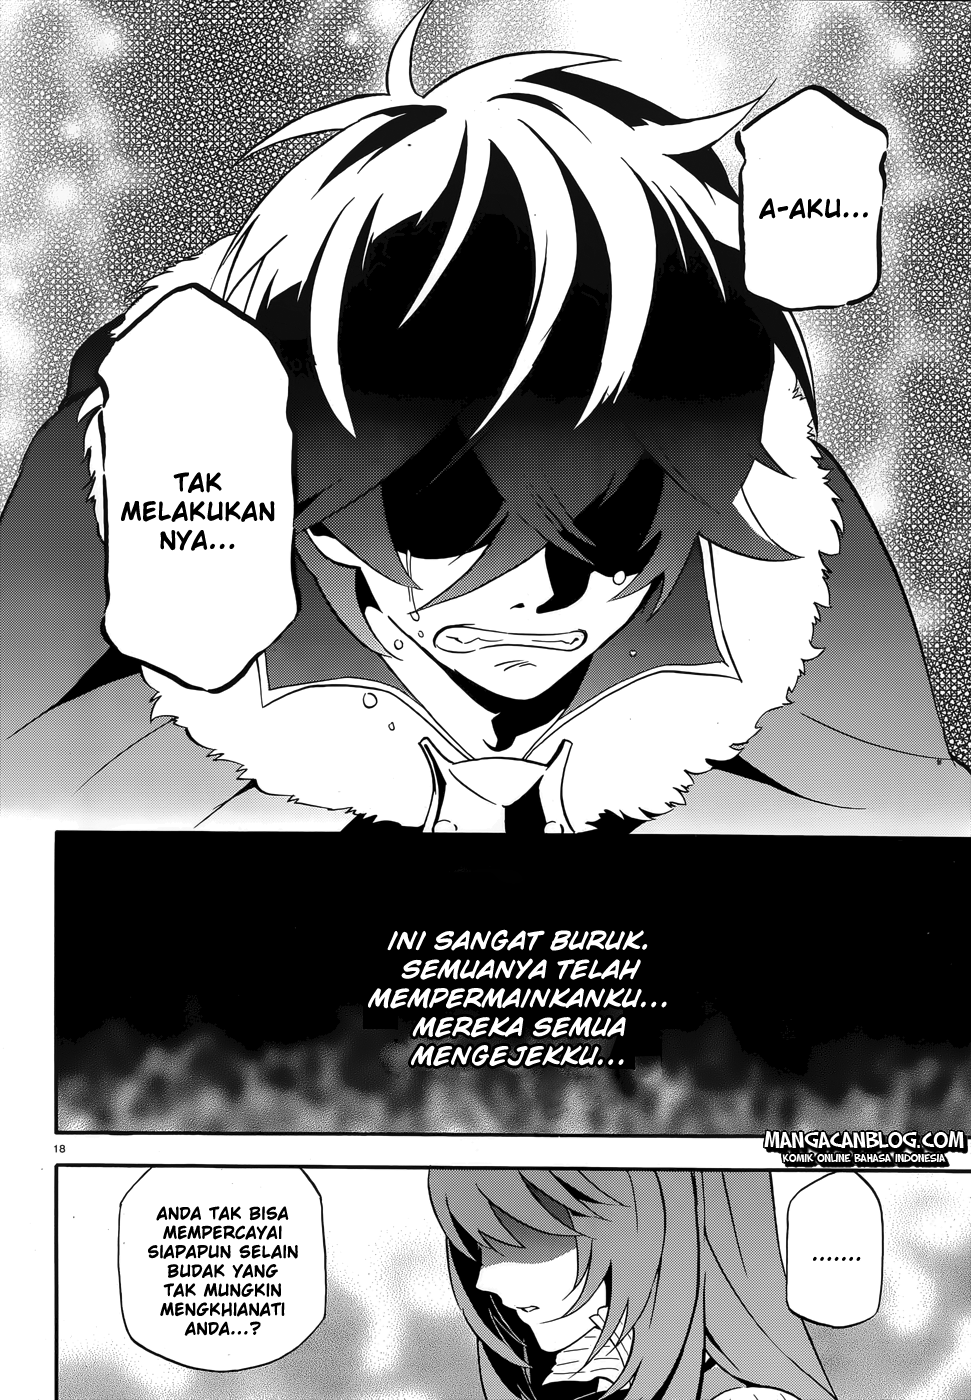 A-AKU...
TAK
MELAKUKAN
NYA...
INI SANGAT BURUK.
SEMUANYA TELAH
MEMPERMAINKANKU...
MEREKA SEMUA
MENGEJEKKU...
18
MANGACANBLOG.COM
KOMIK ONLINE BAHASA INDONESIA
.......
ANDA TAK BISA
MEMPERCAYAI
SIAPAPUN SELAIN
BUDAK YANG
TAK MUNGKIN
MENGKHIANATI
ANDA...?